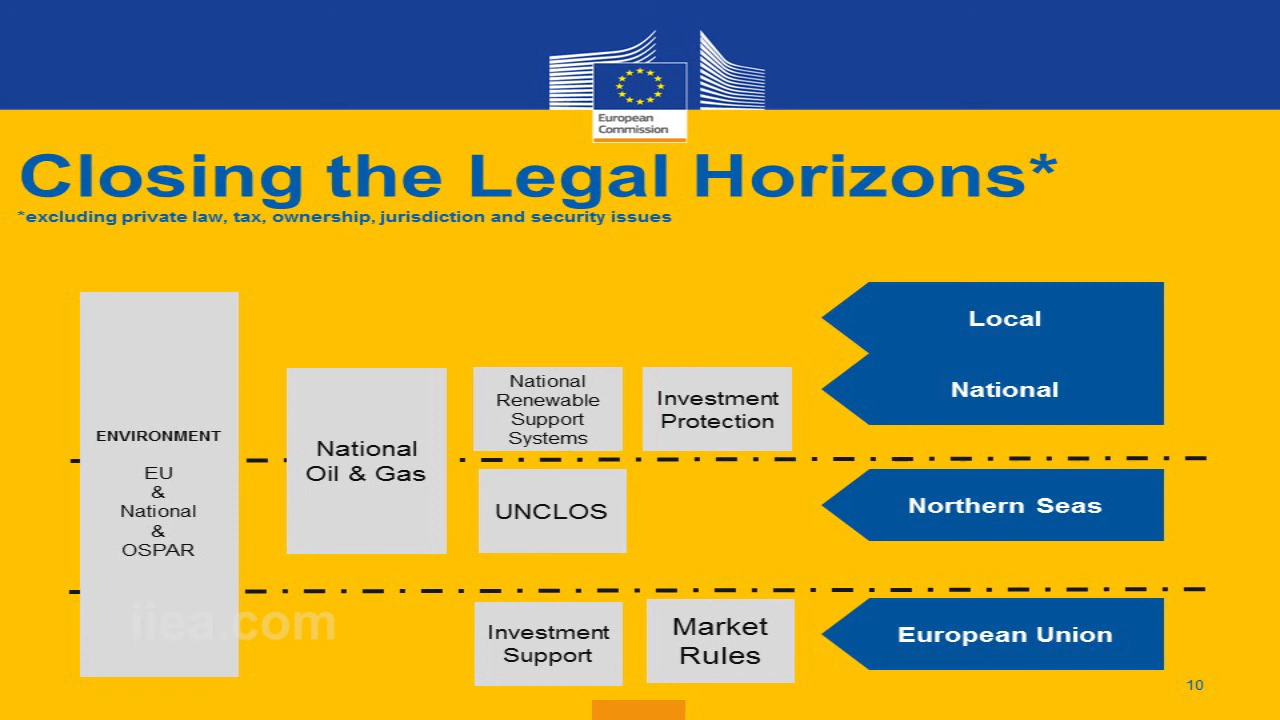 European
Commission
Closing the Legal Horizons*
*excluding private law, tax, ownership, jurisdiction and security issues
ENVIRONMENT
EU
&
National
&
OSPAR
National
Oil & Gas
National
Renewable
Support
Systems
Investment
Protection
Local
National
UNCLOS
Northern Seas
Investment
Support
Market
Rules
European Union
iiea.com
10